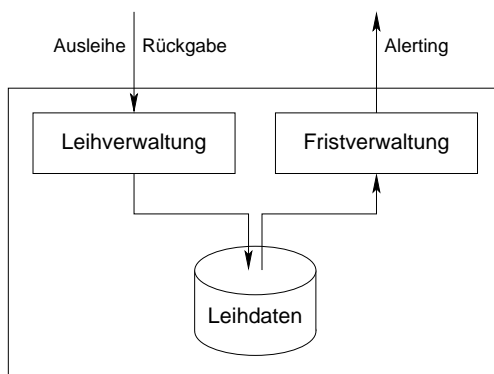 Ausleihe Rückgabe
Alerting
Leihverwaltung
Fristverwaltung
Leihdaten